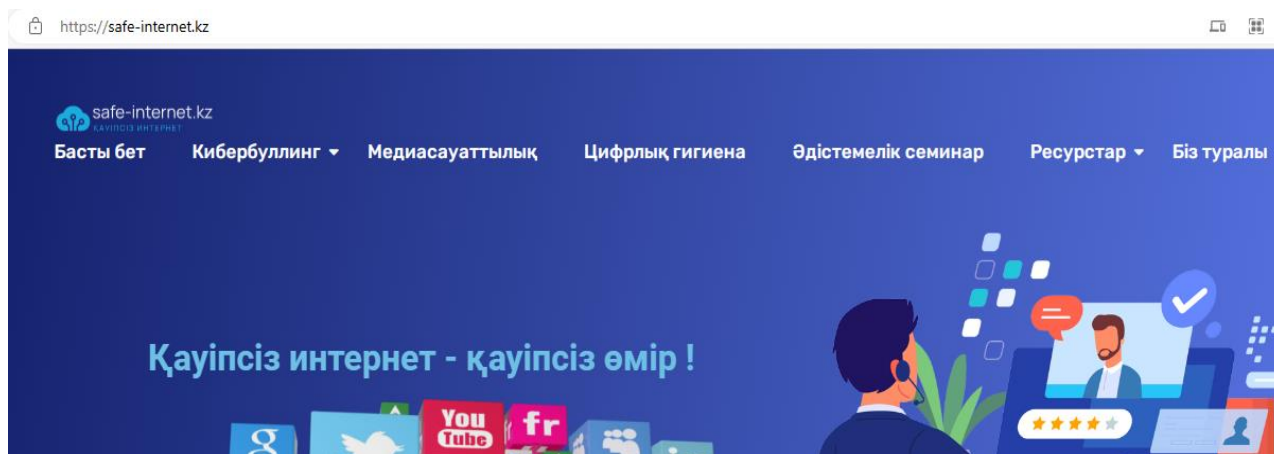 https://safe-internet.kz
safe-internet.kz
ҚАУІПСІЗ ИНТЕРНЕТ
Басты бет Кибербуллинг Медиасауаттылық Цифрлық гигиена Әдістемелік семинар Ресурстар Біз туралы
Қауіпсіз интернет - қауіпсіз өмір !
You
Tube
fr
g